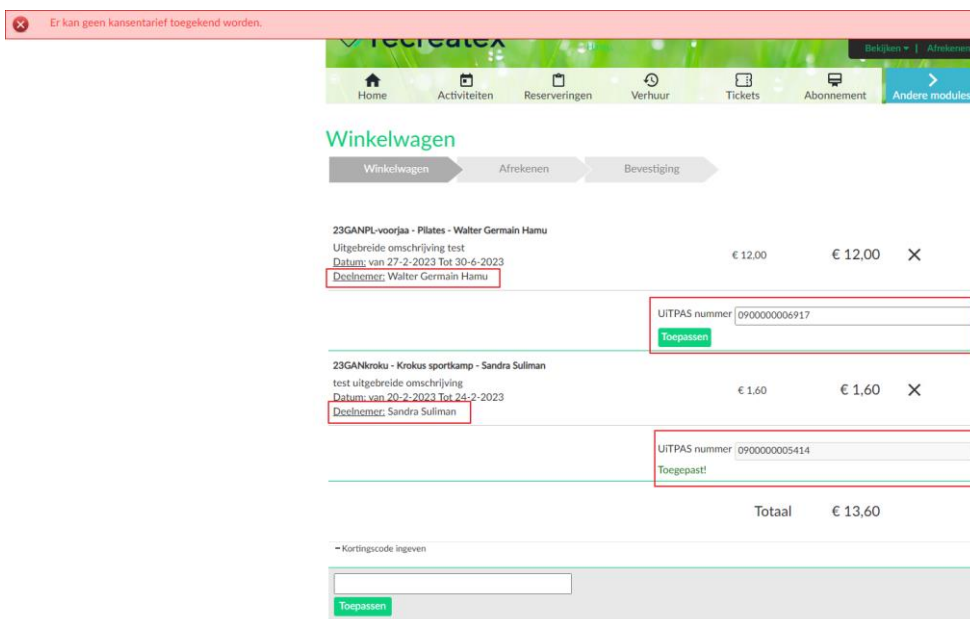 Er kan geen kansentarief toegekend worden.
recreatex
Bekijken | Afrekenen
Home Activiteiten Reserveringen Verhuur Tickets Abonnement Andere modules
Winkelwagen
Winkelwagen Afrekenen Bevestiging
23GANPL-voorjaa - Pilates - Walter Germain Hamu
Uitgebreide omschrijving test
€ 12,00 € 12,00
Datum: van 27-2-2023 Tot 30-6-2023
Deelnemer: Walter Germain Hamu
UiTPAS nummer 0900000006917
Toepassen
23GANkroku - Krokus sportkamp - Sandra Suliman
test uitgebreide omschrijving
€ 1,60 € 1,60
Datum: van 20-2-2023 Tot 24-2-2023
Deelnemer: Sandra Suliman
UiTPAS nummer 0900000005414
Toegepast!
Totaal € 13,60
Kortingscode ingeven
Toepassen